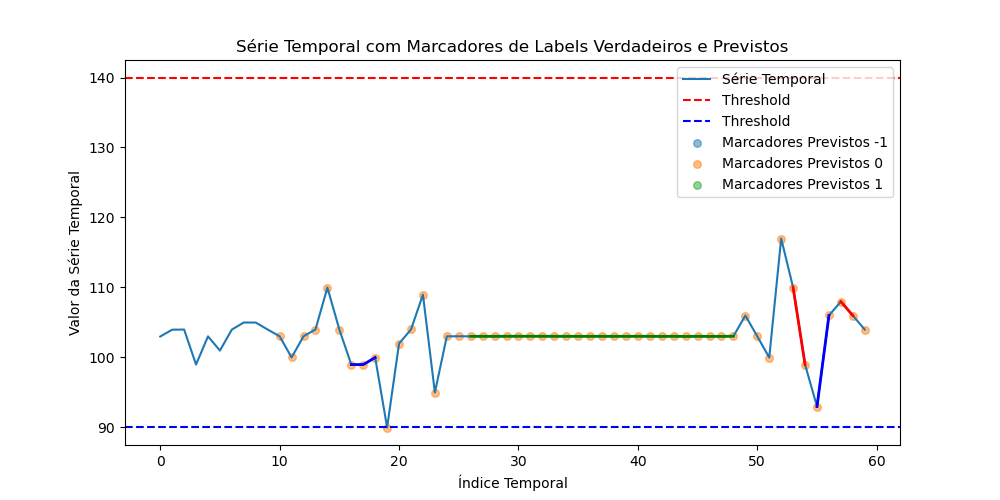 Série Temporal com Marcadores de Labels Verdadeiros e Previstos
Valor da Série Temporal
140
130
120
110
100
90
Série Temporal
Threshold
Threshold
Marcadores Previstos -1
Marcadores Previstos 0
Marcadores Previstos 1
0 10 20 30 40 50 60
Índice Temporal